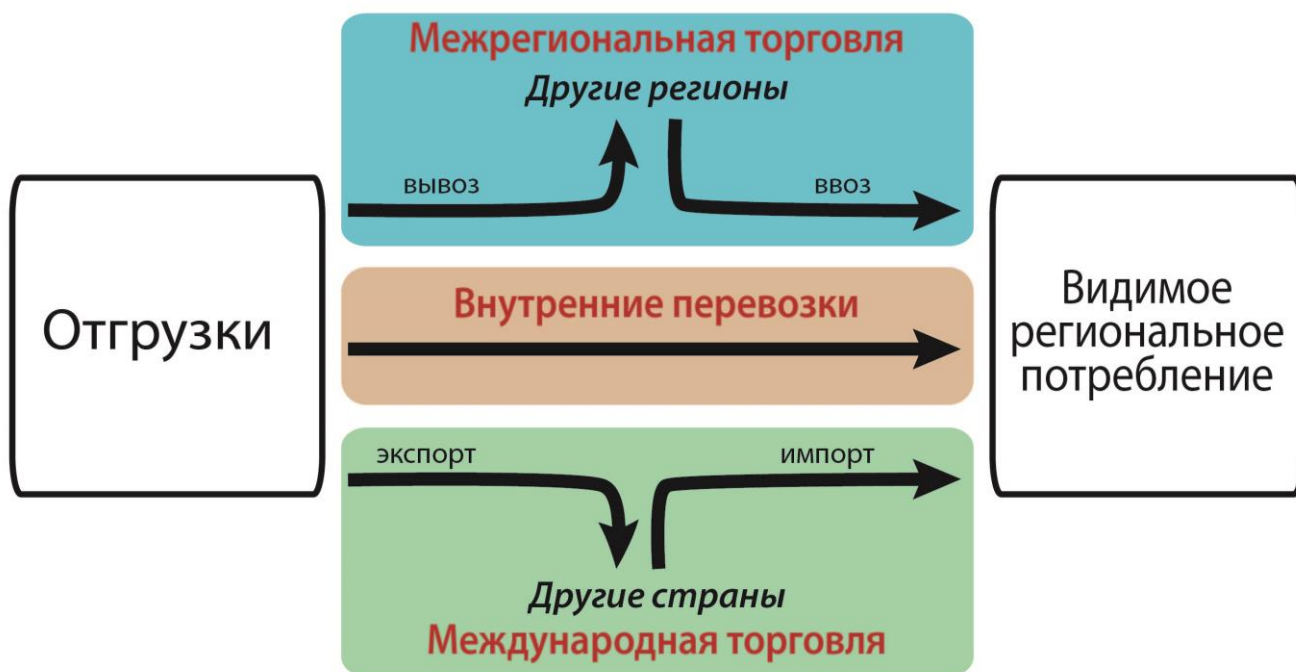 Межрегиональная торговля
Другие регионы
вывоз
ввоз
Отгрузки
Внутренние перевозки
Видимое
региональное
потребление
экспорт
импорт
Другие страны
Международная торговля